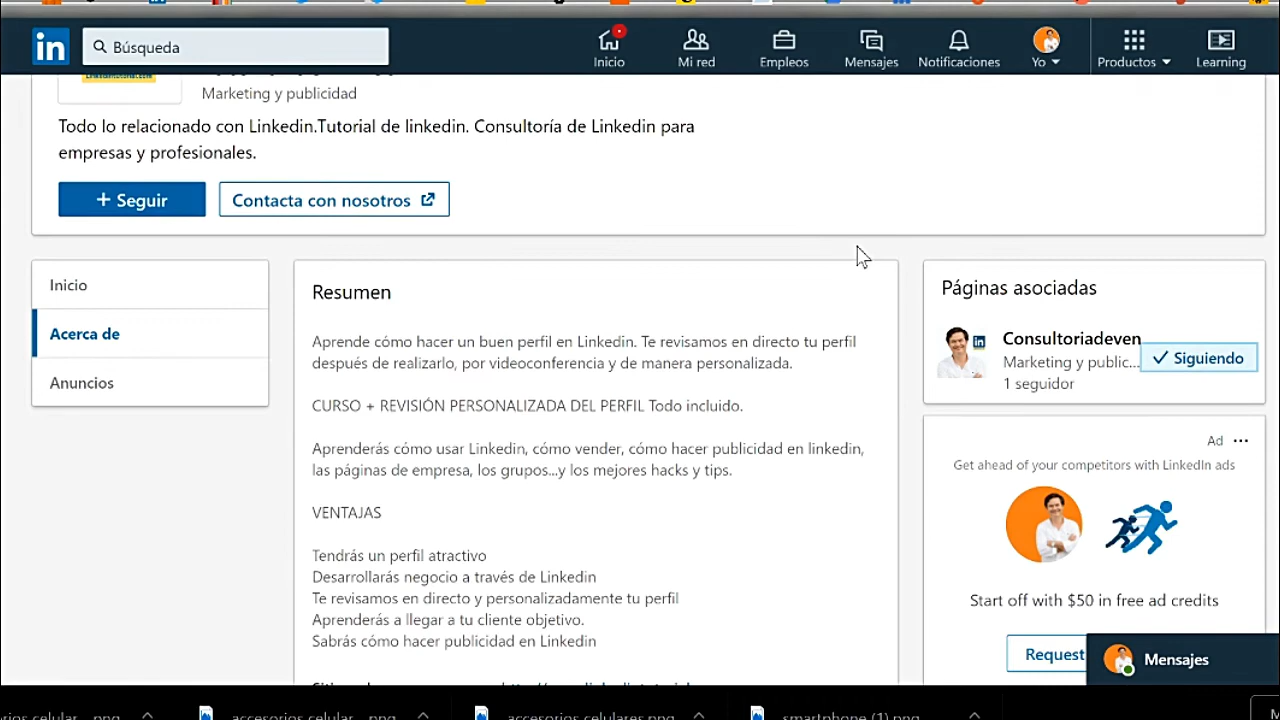 in
Búsqueda
Inicio
Mi red
Empleos
Mensajes
Notificaciones
Yo
Productos
Learning
Marketing y publicidad
Todo lo relacionado con Linkedin.Tutorial de linkedin. Consultoría de Linkedin para
empresas y profesionales.
+ Seguir
Contacta con nosotros
Inicio
Acerca de
Anuncios
Resumen
Aprende cómo hacer un buen perfil en Linkedin. Te revisamos en directo tu perfil
después de realizarlo, por videoconferencia y de manera personalizada.
CURSO + REVISIÓN PERSONALIZADA DEL PERFIL Todo incluido.
Aprenderás cómo usar Linkedin, cómo vender, cómo hacer publicidad en linkedin,
las páginas de empresa, los grupos...y los mejores hacks y tips.
VENTAJAS
Tendrás un perfil atractivo
Desarrollarás negocio a través de Linkedin
Te revisamos en directo y personalizadamente tu perfil
Aprenderás a llegar a tu cliente objetivo.
Sabrás cómo hacer publicidad en Linkedin
Páginas asociadas
in
Consultoriadeven
Marketing y public...
1 seguidor
Siguiendo
Ad
Get ahead of your competitors with LinkedIn ads
Start off with $50 in free ad credits
Request
Mensajes
accesorios celular....png
accesorios celulares.png
smartphone (1).png